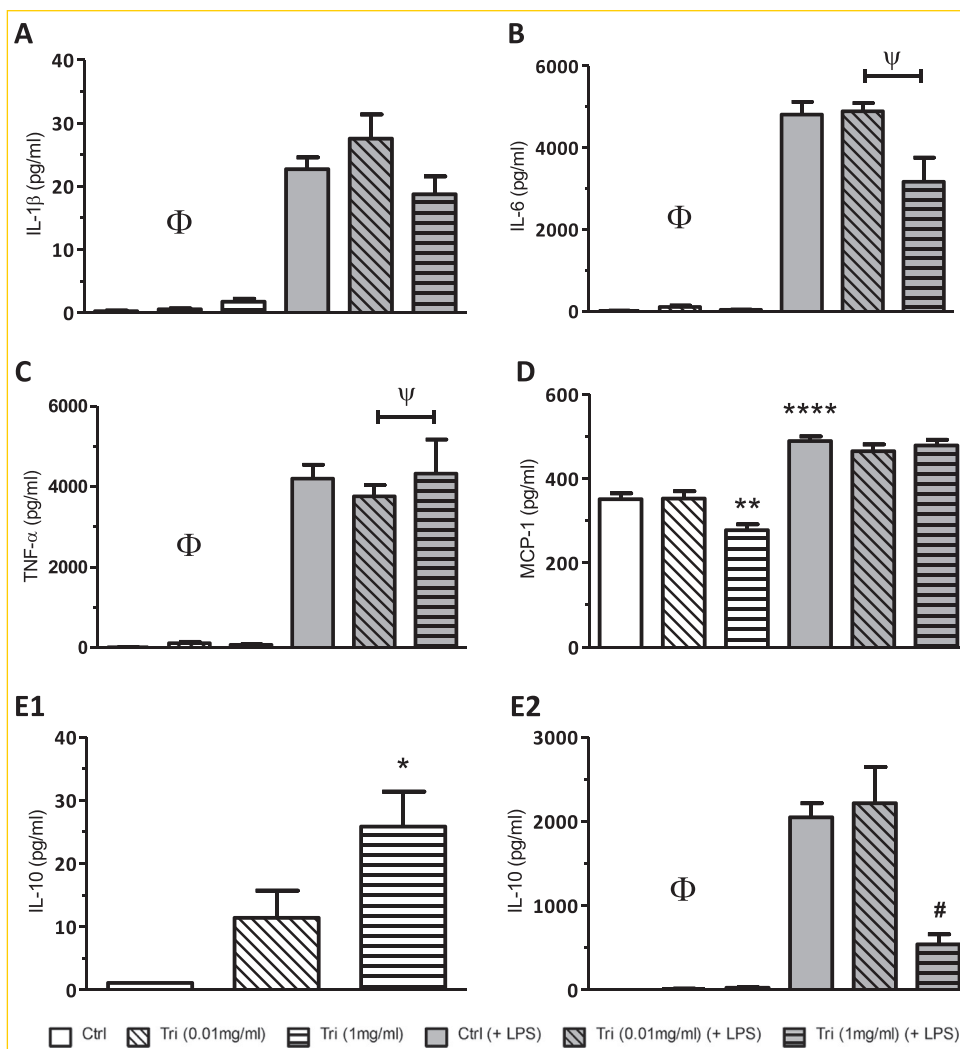 A
IL-1β (pg/ml)
40
30
20
10
0
Φ
B
IL-6 (pg/ml)
6000
4000
2000
0
Φ
ψ
C
TNF-α (pg/ml)
6000
4000
2000
0
Φ
ψ
D
MCP-1 (pg/ml)
600
400
200
0
**
****
E1
IL-10 (pg/ml)
40
30
20
10
0
*
E2
IL-10 (pg/ml)
3000
2000
1000
0
Φ
#
Ctrl Tri (0.01mg/ml) Tri (1mg/ml) Ctrl (+ LPS) Tri (0.01mg/ml) (+ LPS) Tri (1mg/ml) (+ LPS)